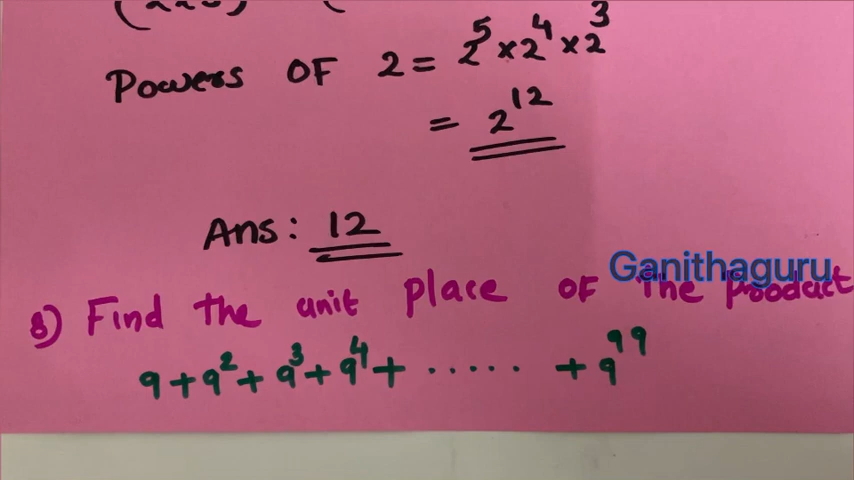 Powers OF 2 = 2⁵ × 2⁴ × 2³
= 2¹²
Ans: 12
Ganithaguru
8) Find the unit place OF The Product
9 + 9² + 9³ + 9⁴ + ...... + 9⁹⁹